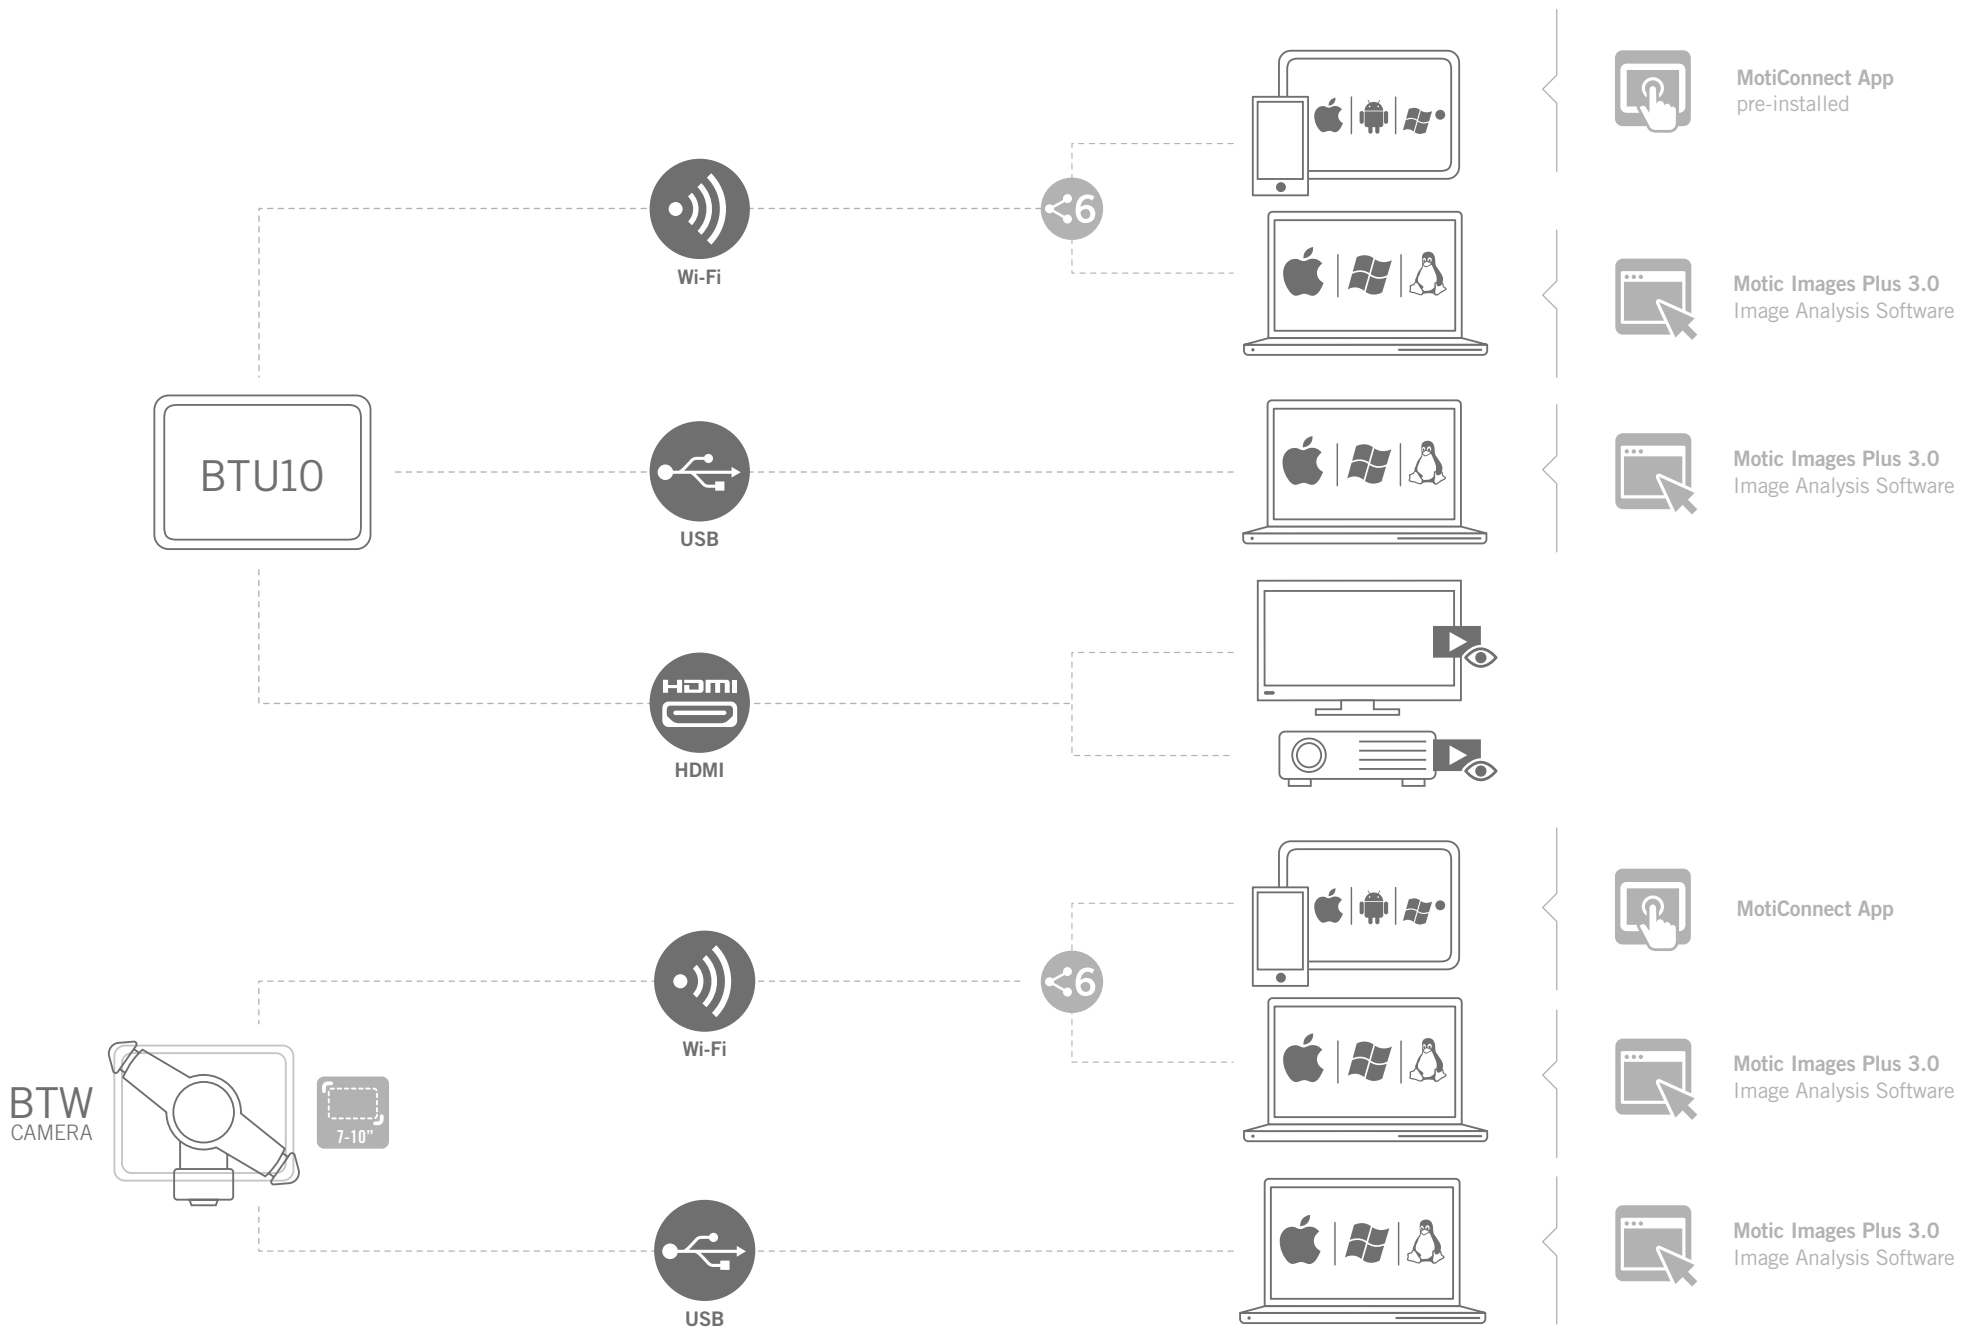 MotiConnect App
pre-installed
6
Wi-Fi
Motic Images Plus 3.0
Image Analysis Software
BTU10
USB
Motic Images Plus 3.0
Image Analysis Software
HDMI
HDMI
MotiConnect App
6
Wi-Fi
Motic Images Plus 3.0
Image Analysis Software
BTW
CAMERA
7-10"
Motic Images Plus 3.0
Image Analysis Software
USB